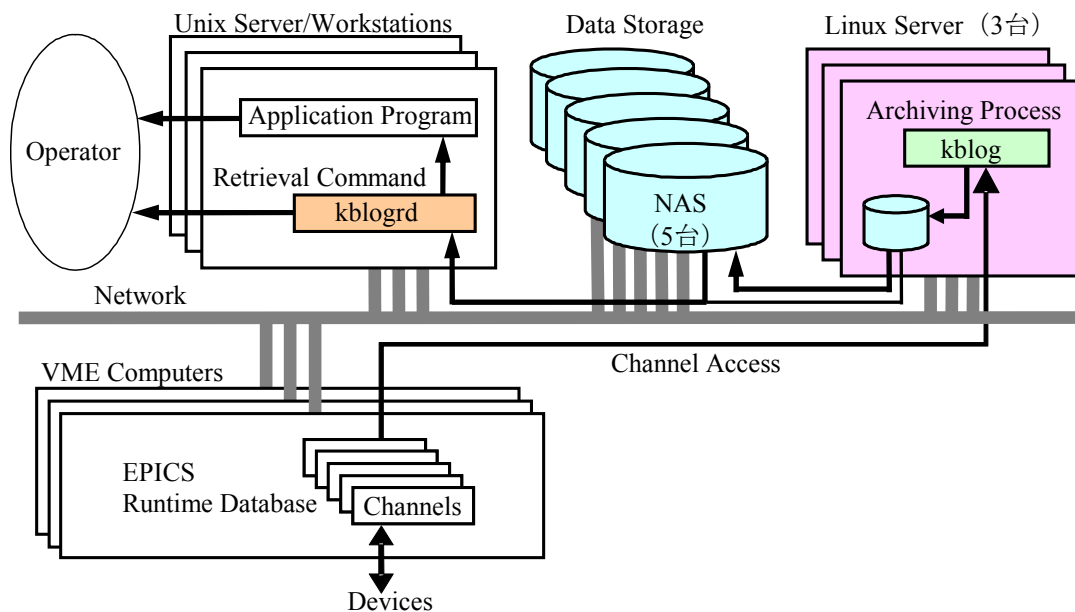 Unix Server/Workstations
Data Storage
Linux Server（3台）
Operator
Application Program
Retrieval Command
kblogrd
NAS
（5台）
Archiving Process
kblog
Network
Channel Access
VME Computers
EPICS
Runtime Database
Channels
Devices